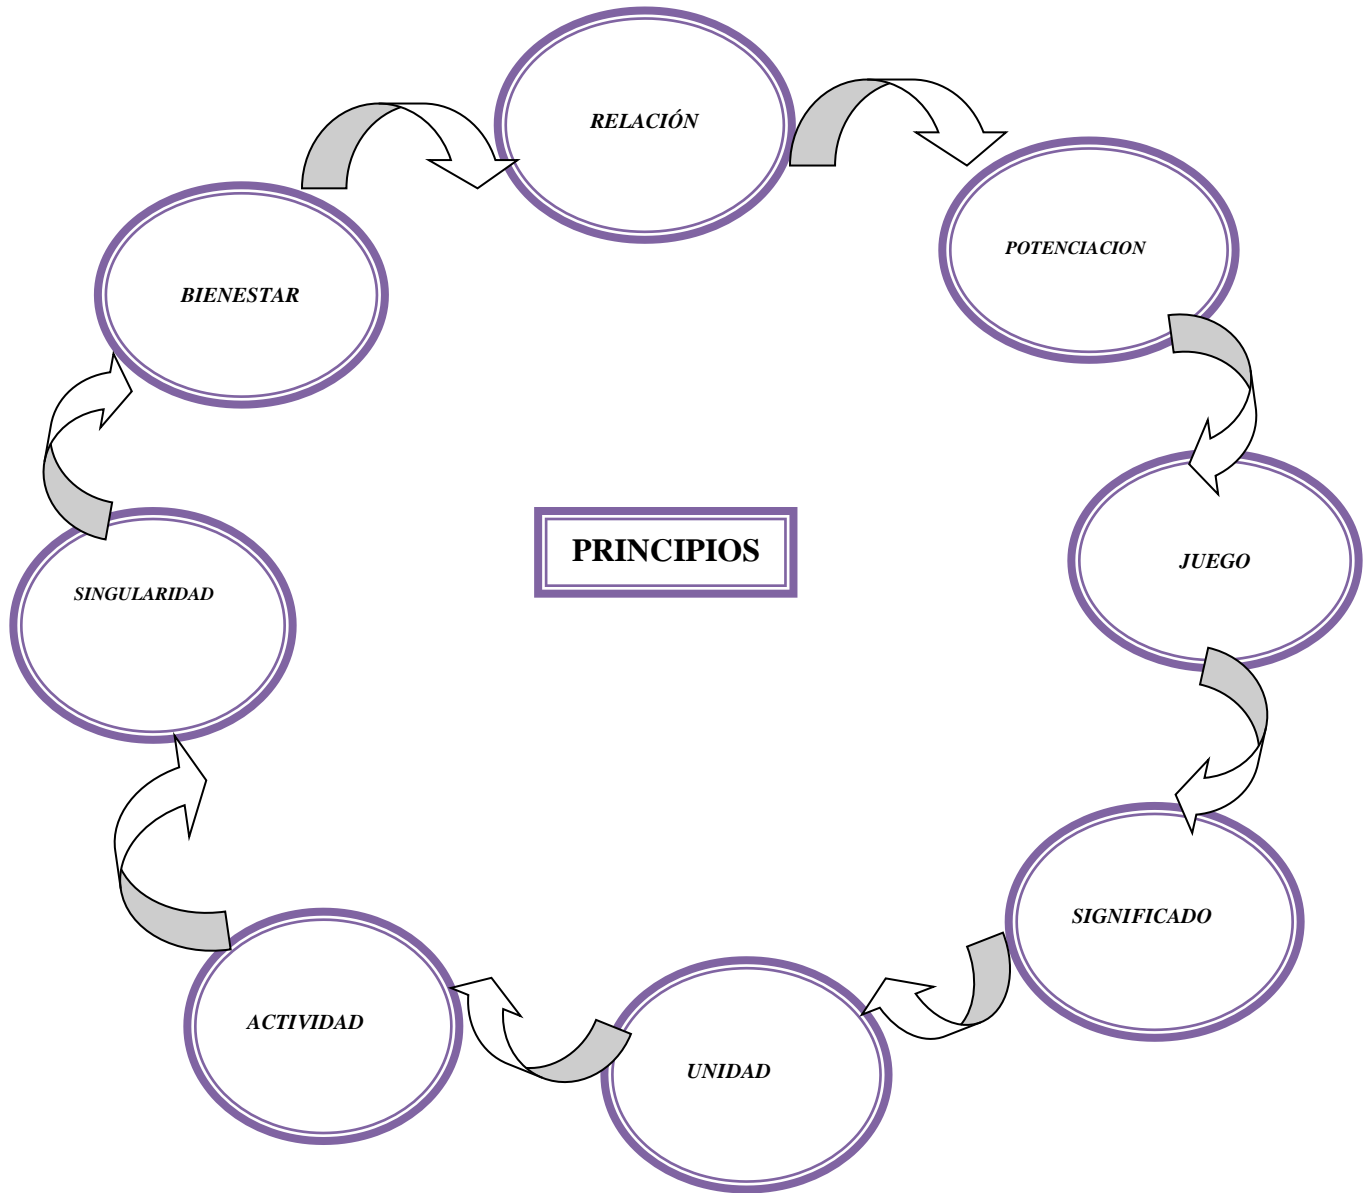 RELACIÓN
POTENCIACION
BIENESTAR
PRINCIPIOS
JUEGO
SINGULARIDAD
SIGNIFICADO
ACTIVIDAD
UNIDAD